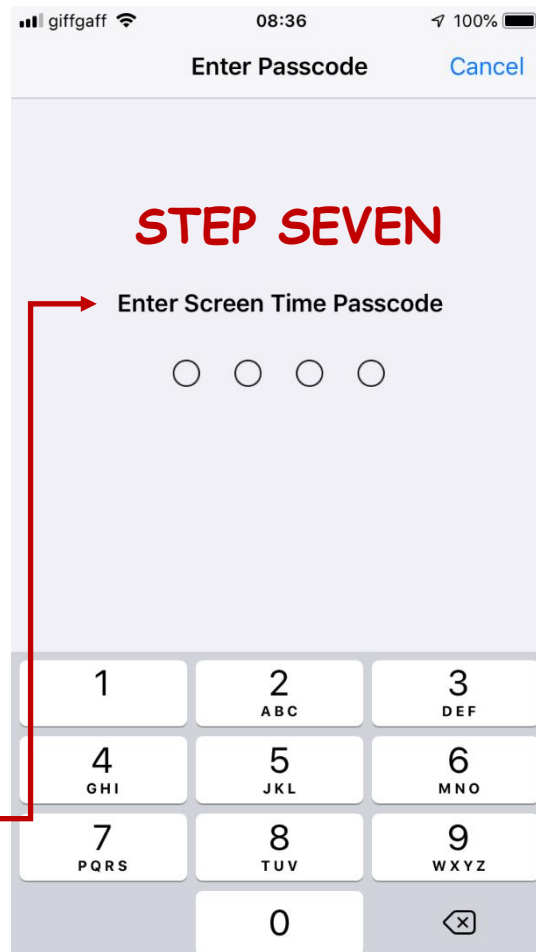 giffgaff 08:36 100%
Enter Passcode Cancel
STEP SEVEN
Enter Screen Time Passcode
1 2 3
ABC DEF
4 5 6
GHI JKL MNO
7 8 9
PQRS TUV WXYZ
0